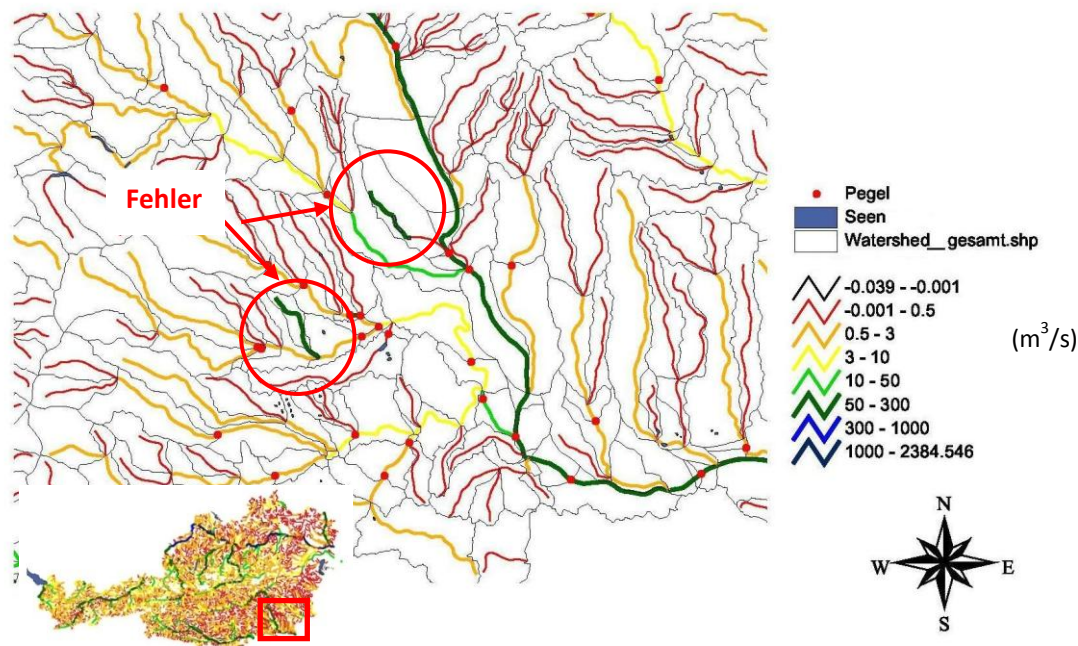 Fehler
Pegel
Seen
Watershed__gesamt.shp
-0.039 - -0.001
-0.001 - 0.5
0.5 - 3
3 - 10
10 - 50
50 - 300
300 - 1000
1000 - 2384.546
(m³/s)
N
W E
S